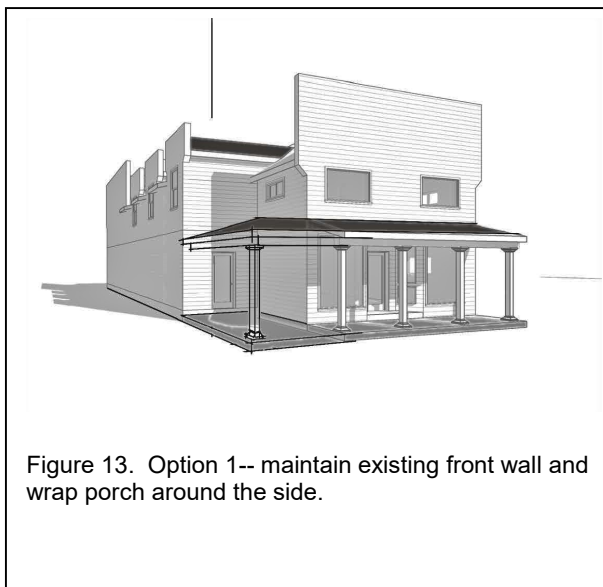 Figure 13.  Option 1-- maintain existing front wall and
wrap porch around the side.